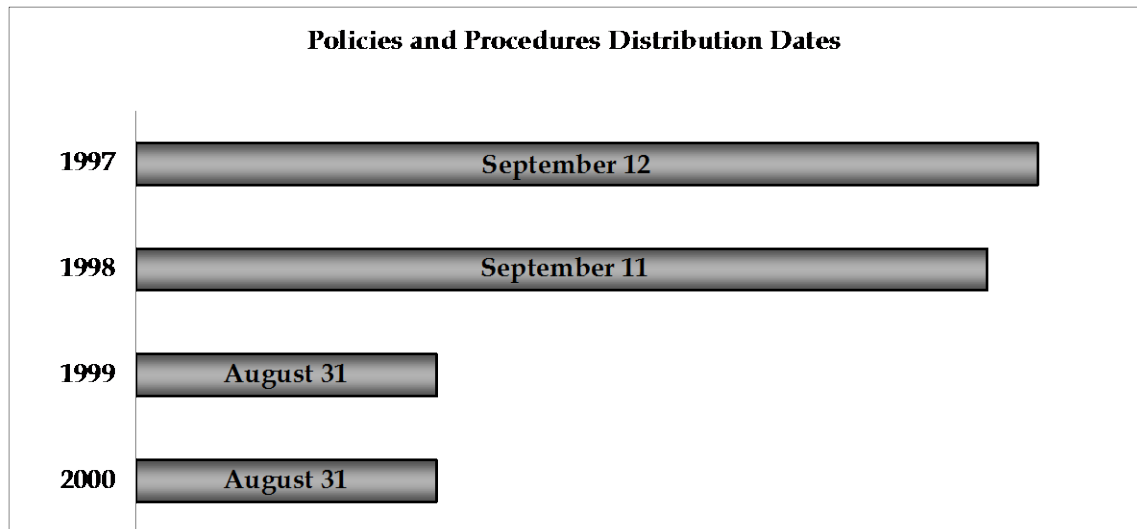 Policies and Procedures Distribution Dates
1997 September 12
1998 September 11
1999 August 31
2000 August 31